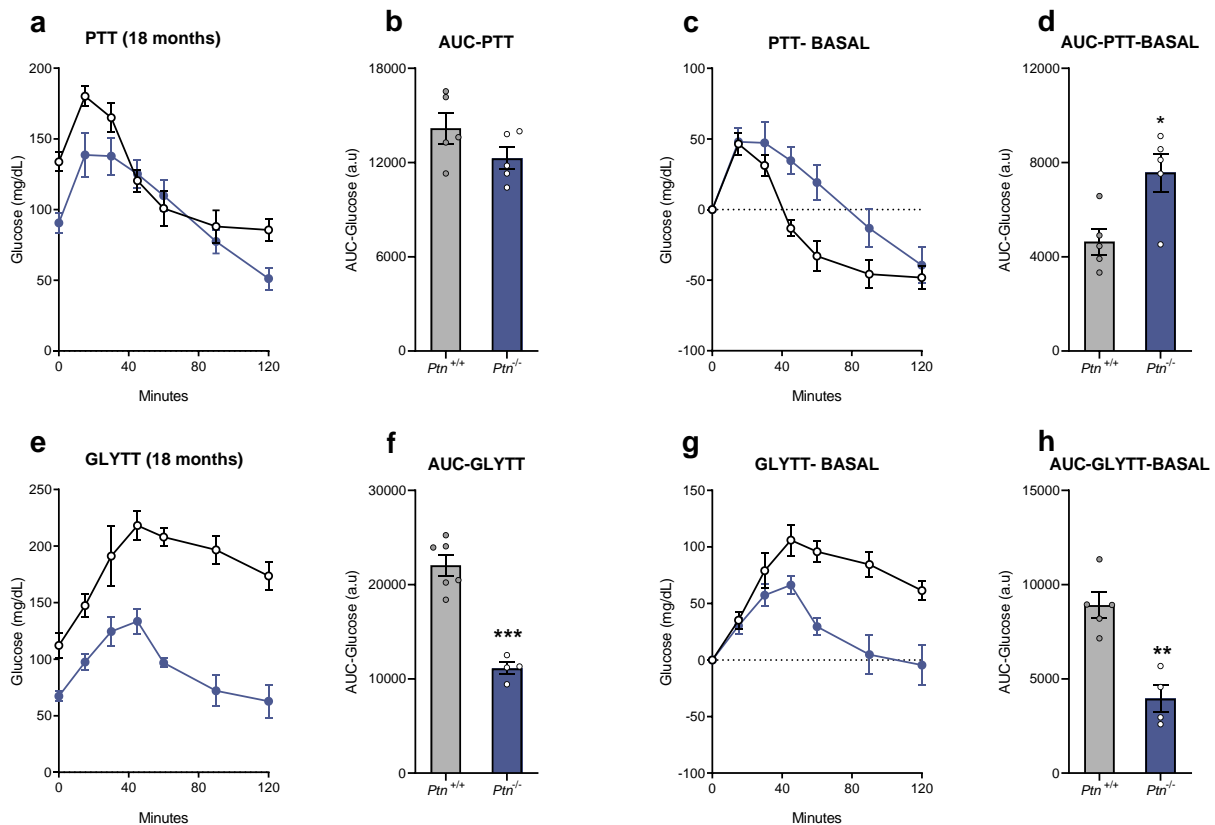 a
PTT (18 months)
200
150
100
50
0
Glucose (mg/dL)
0 40 80 120
Minutes
b
AUC-PTT
18000
12000
6000
0
AUC-Glucose (a.u)
Ptn +/+ Ptn-/-
c
PTT- BASAL
100
50
0
-50
-100
Glucose (mg/dL)
0 40 80 120
Minutes
d
AUC-PTT-BASAL
12000
8000
4000
0
AUC-Glucose (a.u)
*
Ptn +/+ Ptn-/-
e
GLYTT (18 months)
250
200
150
100
50
0
Glucose (mg/dL)
0 40 80 120
Minutes
f
AUC-GLYTT
30000
20000
10000
0
AUC-Glucose (a.u)
***
Ptn +/+ Ptn-/-
g
GLYTT- BASAL
150
100
50
0
-50
-100
Glucose (mg/dL)
0 40 80 120
Minutes
h
AUC-GLYTT-BASAL
15000
10000
5000
0
AUC-Glucose (a.u)
**
Ptn +/+ Ptn-/-